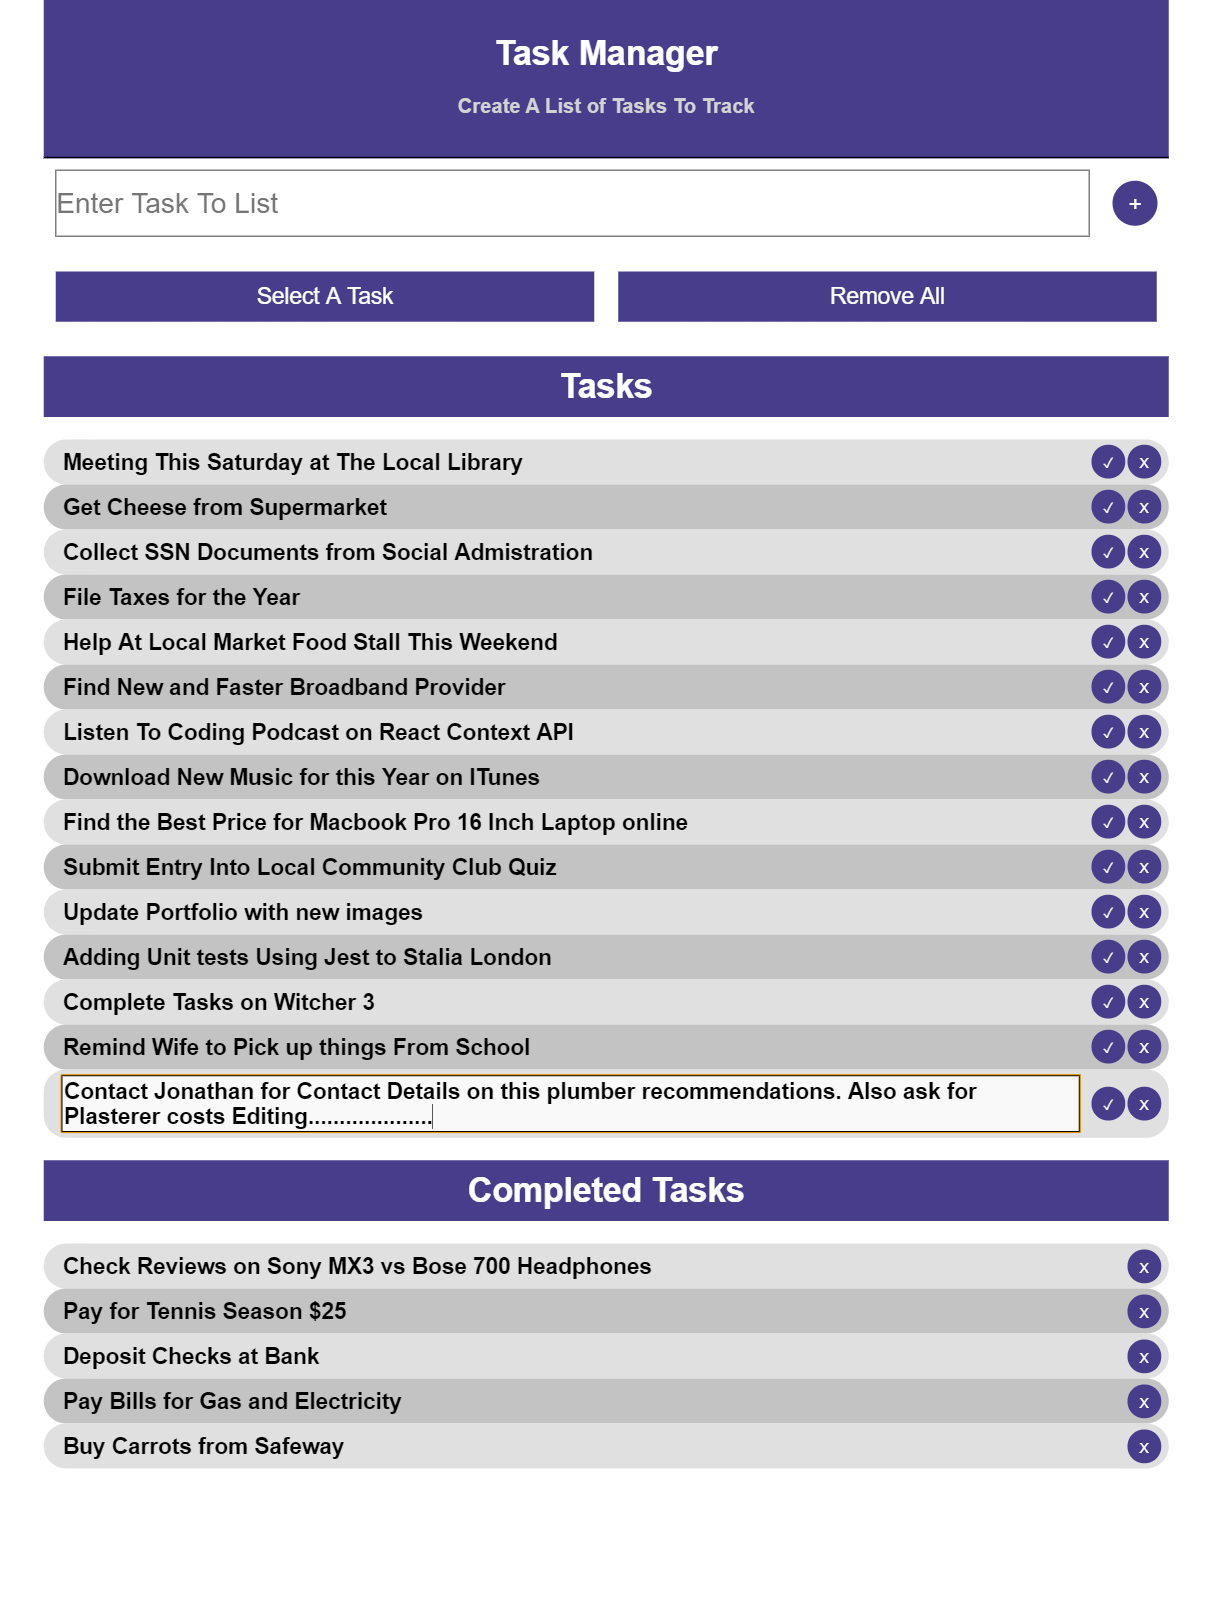 Task Manager
Create A List of Tasks To Track
Enter Task To List
+
Select A Task
Remove All
Tasks
Meeting This Saturday at The Local Library ✓ x
Get Cheese from Supermarket ✓ x
Collect SSN Documents from Social Admistration ✓ x
File Taxes for the Year ✓ x
Help At Local Market Food Stall This Weekend ✓ x
Find New and Faster Broadband Provider ✓ x
Listen To Coding Podcast on React Context API ✓ x
Download New Music for this Year on ITunes ✓ x
Find the Best Price for Macbook Pro 16 Inch Laptop online ✓ x
Submit Entry Into Local Community Club Quiz ✓ x
Update Portfolio with new images ✓ x
Adding Unit tests Using Jest to Stalia London ✓ x
Complete Tasks on Witcher 3 ✓ x
Remind Wife to Pick up things From School ✓ x
Contact Jonathan for Contact Details on this plumber recommendations. Also ask for
Plasterer costs Editing.................... ✓ x
Completed Tasks
Check Reviews on Sony MX3 vs Bose 700 Headphones x
Pay for Tennis Season $25 x
Deposit Checks at Bank x
Pay Bills for Gas and Electricity x
Buy Carrots from Safeway x